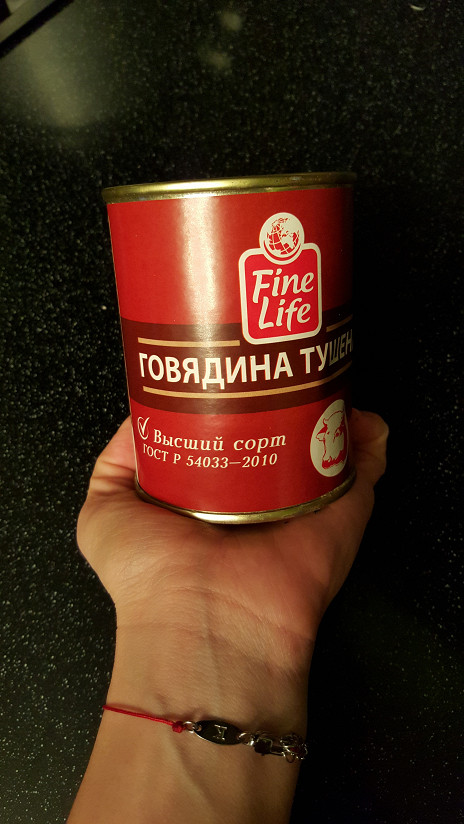 Fine
Life
ГОВЯДИНА ТУШЕН
Высший сорт
ГОСТ Р 54033—2010